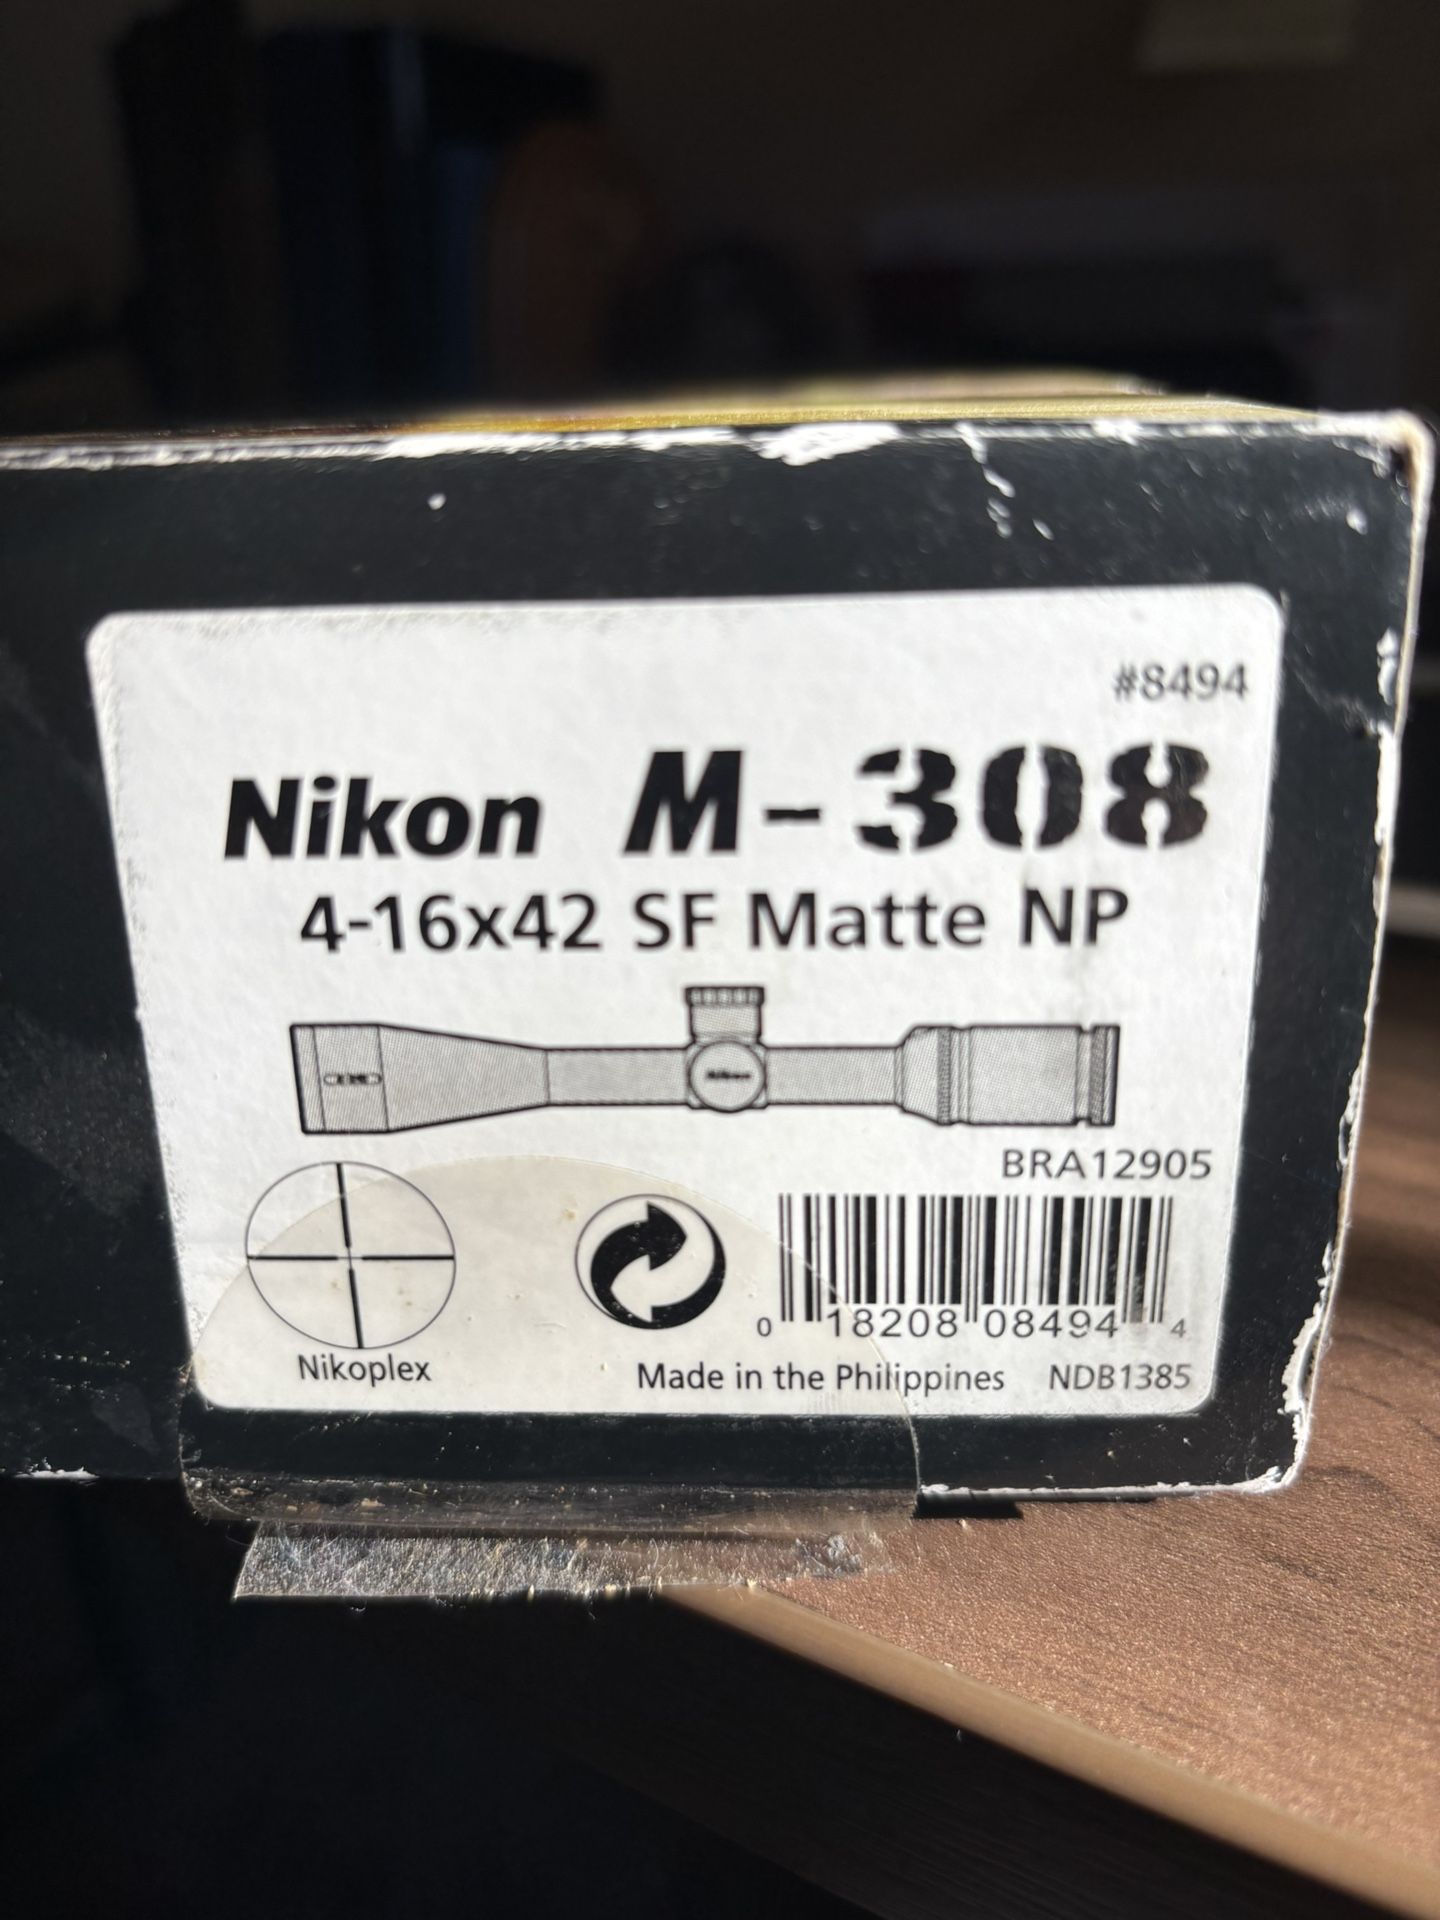 #8494
Nikon M-308
4-16x42 SF Matte NP
Nikon
BRA12905
Nikoplex
0 18208 08494 4
Made in the Philippines NDB1385